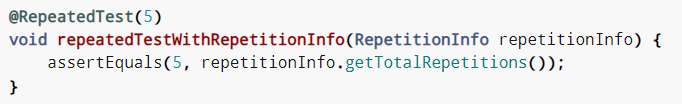 @RepeatedTest(5)
void repeatedTestWithRepetitionInfo(RepetitionInfo repetitionInfo) {
    assertEquals(5, repetitionInfo.getTotalRepetitions());
}